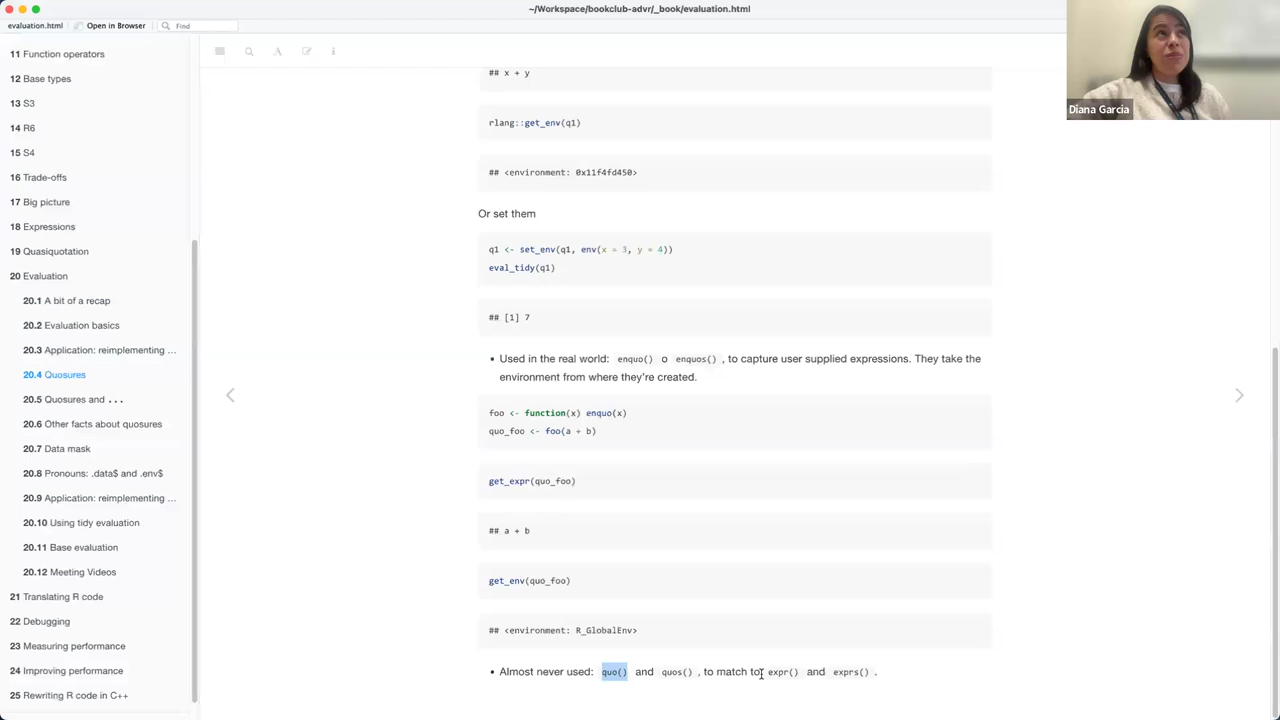 ~/Workspace/bookclub-advr/_book/evaluation.html
evaluation.html
Open in Browser
Find
11 Function operators
12 Base types
13 S3
14 R6
15 S4
16 Trade-offs
17 Big picture
18 Expressions
19 Quasiquotation
20 Evaluation
20.1 A bit of a recap
20.2 Evaluation basics
20.3 Application: reimplementing …
20.4 Quosures
20.5 Quosures and ...
20.6 Other facts about quosures
20.7 Data mask
20.8 Pronouns: .data$ and .env$
20.9 Application: reimplementing …
20.10 Using tidy evaluation
20.11 Base evaluation
20.12 Meeting Videos
21 Translating R code
22 Debugging
23 Measuring performance
24 Improving performance
25 Rewriting R code in C++
## x + y
rlang::get_env(q1)
## <environment: 0x11f4fd450>
Or set them
q1 <- set_env(q1, env(x = 3, y = 4))
eval_tidy(q1)
## [1] 7
• Used in the real world: enquo() o enquos(), to capture user supplied expressions. They take the
environment from where they're created.
foo <- function(x) enquo(x)
quo_foo <- foo(a + b)
get_expr(quo_foo)
## a + b
get_env(quo_foo)
## <environment: R_GlobalEnv>
• Almost never used: quo() and quos(), to match to expr() and exprs().
Diana Garcia